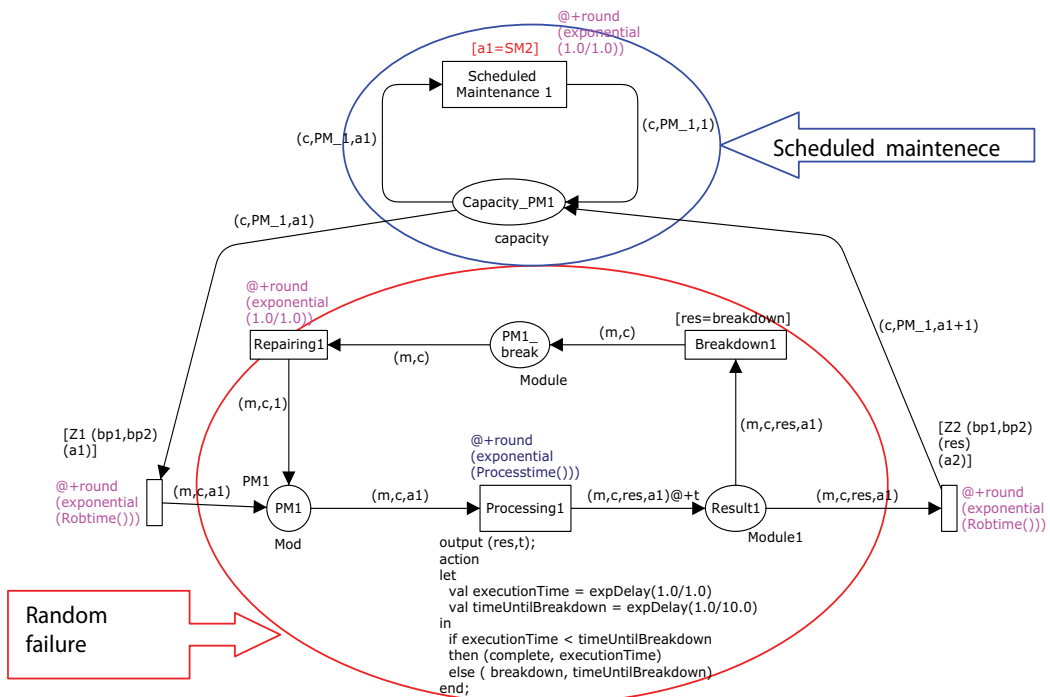 @+round
(exponential
(1.0/1.0))
[a1=SM2]
Scheduled
Maintenance 1
(c,PM_1,a1)
(c,PM_1,1)
Scheduled maintenece
Capacity_PM1
capacity
(c,PM_1,a1)
(c,PM_1,a1+1)
@+round
(exponential
(1.0/1.0))
Repairing1
(m,c)
PM1_
break
Module
(m,c)
[res=breakdown]
Breakdown1
(m,c,1)
(m,c,res,a1)
[Z1 (bp1,bp2)
(a1)]
@+round
(exponential
(Robtime()))
(m,c,a1)
PM1
PM1
Mod
(m,c,a1)
@+round
(exponential
(Processtime()))
Processing1
(m,c,res,a1)@+t
Result1
Module1
(m,c,res,a1)
[Z2 (bp1,bp2)
(res)
(a2)]
@+round
(exponential
(Robtime()))
output (res,t);
action
let
val executionTime = expDelay(1.0/1.0)
val timeUntilBreakdown = expDelay(1.0/10.0)
in
if executionTime < timeUntilBreakdown
then (complete, executionTime)
else ( breakdown, timeUntilBreakdown)
end;
Random
failure